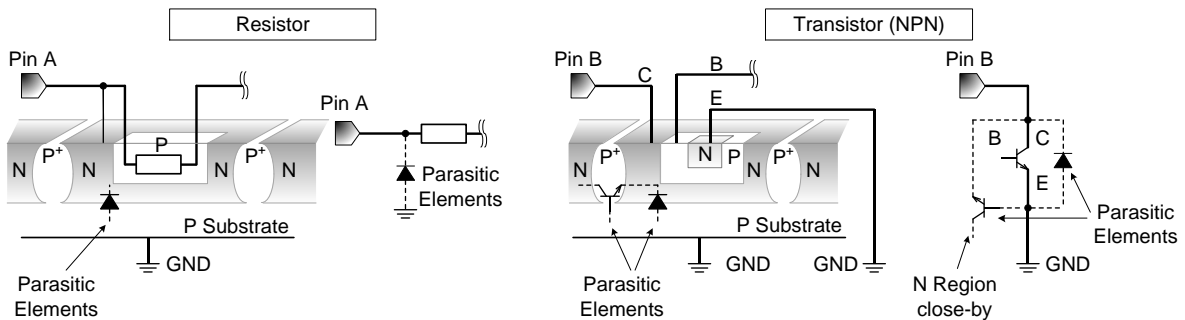 Resistor
Transistor (NPN)
Pin A
Pin B
Pin B
C
B
E
Pin A
B
C
E
N
P+
N
P
N
P+
N
N
P+
N
N
P
P+
N
N
Parasitic
Elements
P Substrate
P Substrate
GND
GND
GND
GND
Parasitic
Elements
Parasitic
Elements
Parasitic
Elements
N Region
close-by